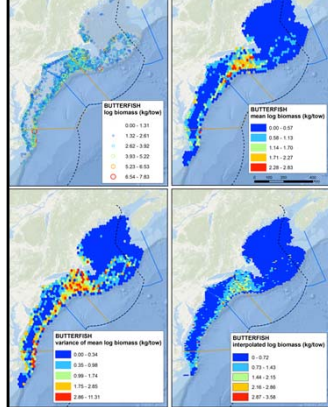 BUTTERFISH
log biomass (kg/tow)
0.00 - 1.31
1.32 - 2.61
2.62 - 3.92
3.93 - 5.22
5.23 - 6.53
6.54 - 7.83
BUTTERFISH
mean log biomass (kg/tow)
0.00 - 0.57
0.58 - 1.13
1.14 - 1.70
1.71 - 2.27
2.28 - 2.83
BUTTERFISH
variance of mean log biomass (kg/tow)
0.00 - 0.34
0.35 - 0.98
0.99 - 1.74
1.75 - 2.85
2.86 - 11.31
BUTTERFISH
interpolated log biomass (kg/tow)
0 - 0.72
0.73 - 1.43
1.44 - 2.15
2.16 - 2.86
2.87 - 3.58